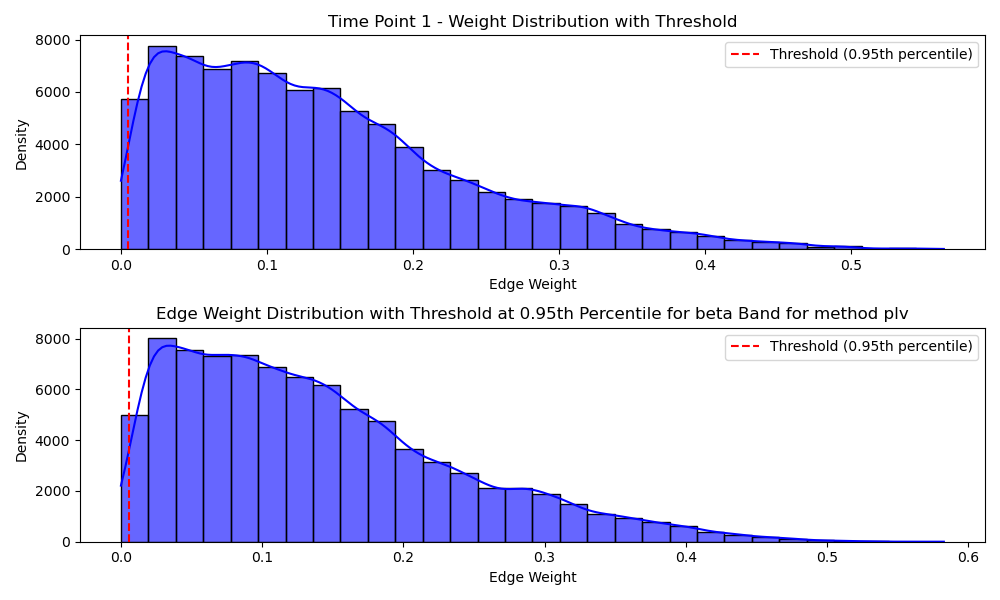 Time Point 1 - Weight Distribution with Threshold
8000
6000
4000
2000
0
Density
Threshold (0.95th percentile)
0.0 0.1 0.2 0.3 0.4 0.5
Edge Weight
Edge Weight Distribution with Threshold at 0.95th Percentile for beta Band for method plv
8000
6000
4000
2000
0
Density
Threshold (0.95th percentile)
0.0 0.1 0.2 0.3 0.4 0.5 0.6
Edge Weight